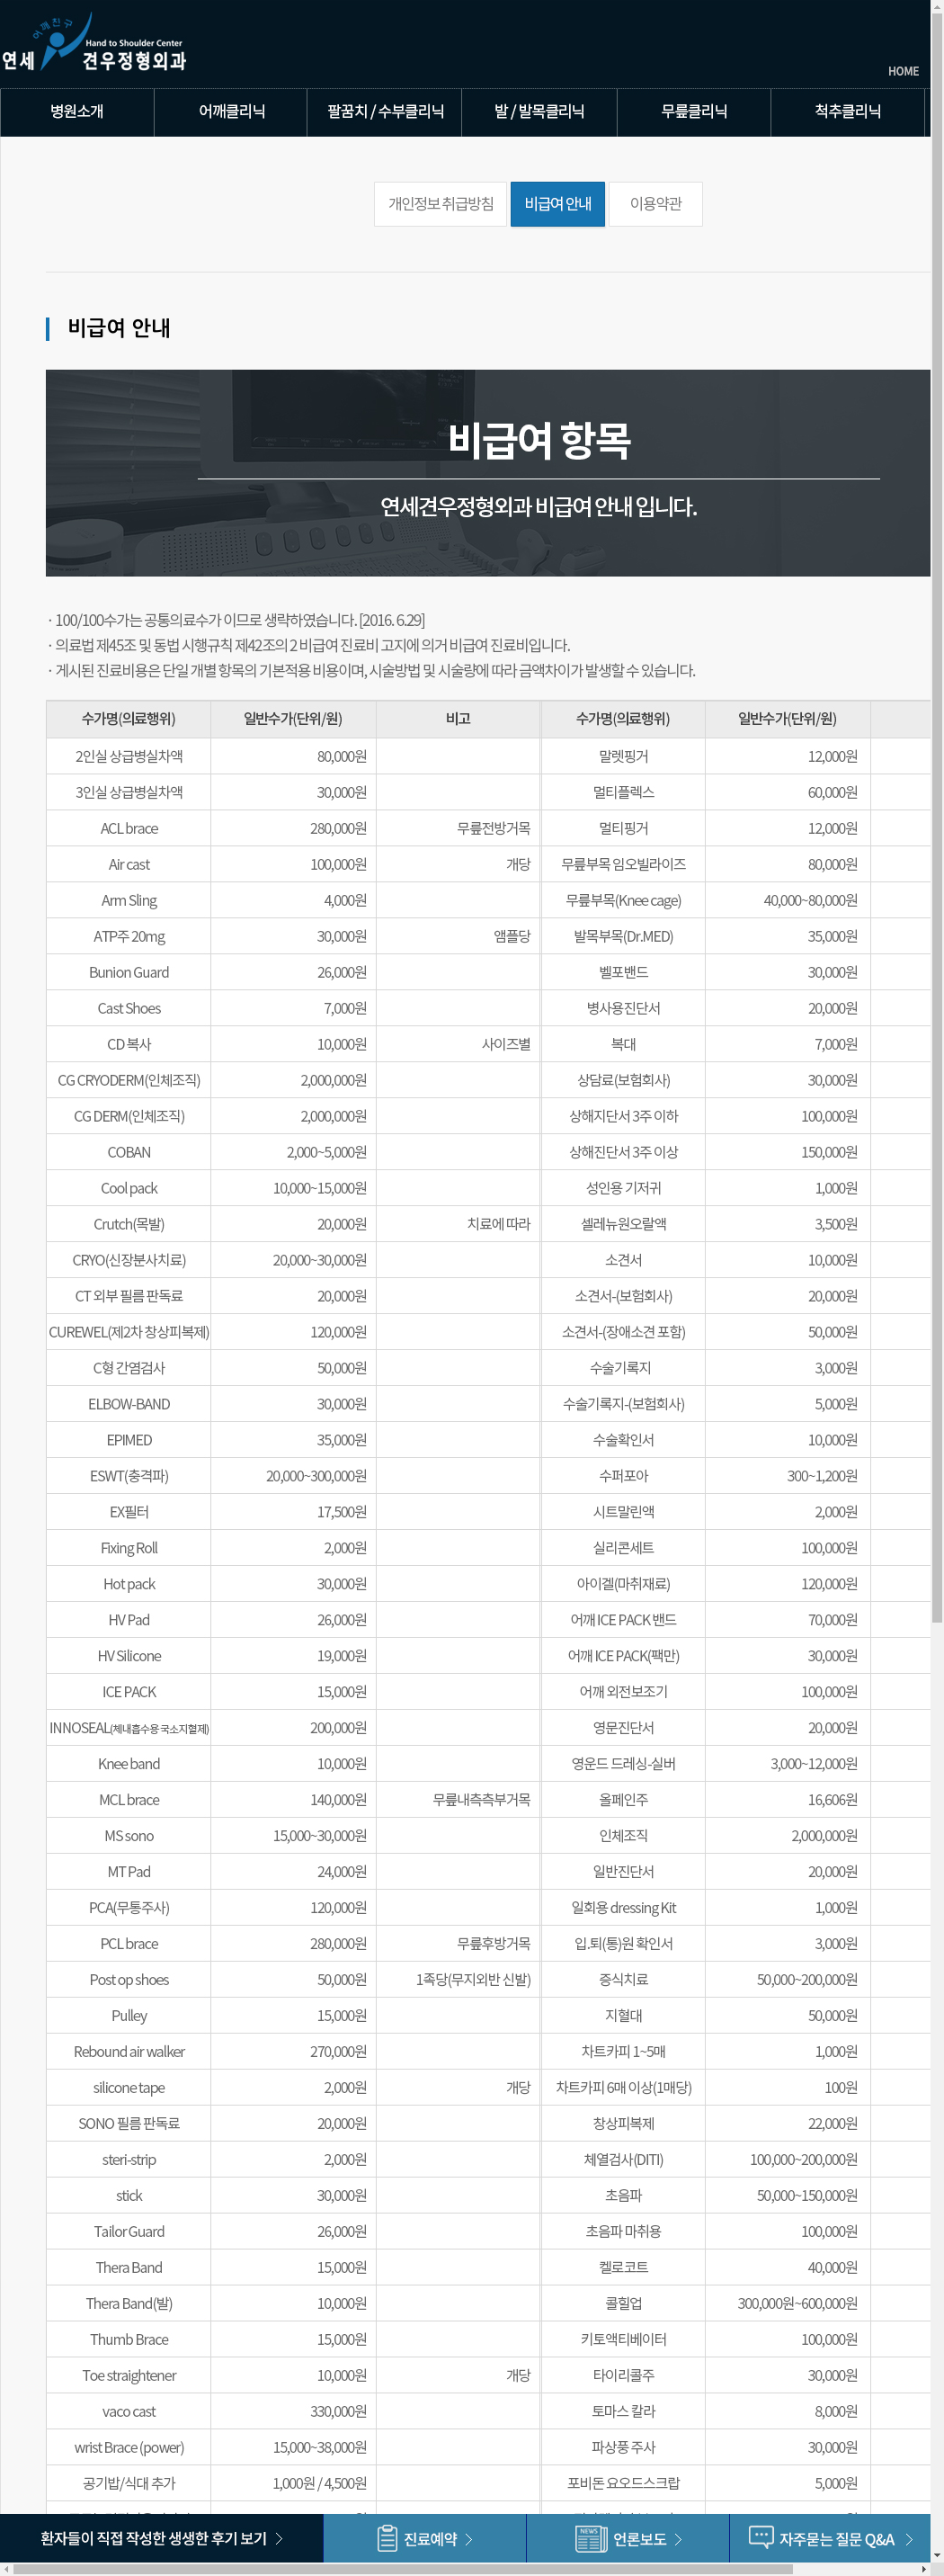 어깨친구
연세 견우정형외과
Hand to Shoulder Center
HOME
병원소개 어깨클리닉 팔꿈치 / 수부클리닉 발 / 발목클리닉 무릎클리닉 척추클리닉
개인정보 취급방침 비급여 안내 이용약관
비급여 안내
비급여 항목
연세견우정형외과 비급여 안내 입니다.
· 100/100수가는 공통의료수가 이므로 생략하였습니다. [2016. 6.29]
· 의료법 제45조 및 동법 시행규칙 제42조의 2 비급여 진료비 고지에 의거 비급여 진료비입니다.
· 게시된 진료비용은 단일 개별 항목의 기본적용 비용이며, 시술방법 및 시술량에 따라 금액차이가 발생할 수 있습니다.
수가명(의료행위) 일반수가(단위/원) 비고 수가명(의료행위) 일반수가(단위/원)
2인실 상급병실차액 80,000원 말렛핑거 12,000원
3인실 상급병실차액 30,000원 멀티플렉스 60,000원
ACL brace 280,000원 무릎전방거목 멀티핑거 12,000원
Air cast 100,000원 개당 무릎부목 임오빌라이즈 80,000원
Arm Sling 4,000원 무릎부목(Knee cage) 40,000~80,000원
ATP주 20mg 30,000원 앰플당 발목부목(Dr.MED) 35,000원
Bunion Guard 26,000원 벨포밴드 30,000원
Cast Shoes 7,000원 병사용진단서 20,000원
CD 복사 10,000원 사이즈별 복대 7,000원
CG CRYODERM(인체조직) 2,000,000원 상담료(보험회사) 30,000원
CG DERM(인체조직) 2,000,000원 상해지단서 3주 이하 100,000원
COBAN 2,000~5,000원 상해진단서 3주 이상 150,000원
Cool pack 10,000~15,000원 성인용 기저귀 1,000원
Crutch(목발) 20,000원 치료에 따라 셀레뉴원오랄액 3,500원
CRYO(신장분사치료) 20,000~30,000원 소견서 10,000원
CT 외부 필름 판독료 20,000원 소견서-(보험회사) 20,000원
CUREWEL(제2차 창상피복제) 120,000원 소견서-(장애소견 포함) 50,000원
C형 간염검사 50,000원 수술기록지 3,000원
ELBOW-BAND 30,000원 수술기록지-(보험회사) 5,000원
EPIMED 35,000원 수술확인서 10,000원
ESWT(충격파) 20,000~300,000원 수퍼포아 300~1,200원
EX필터 17,500원 시트말린액 2,000원
Fixing Roll 2,000원 실리콘세트 100,000원
Hot pack 30,000원 아이겔(마취재료) 120,000원
HV Pad 26,000원 어깨 ICE PACK 밴드 70,000원
HV Silicone 19,000원 어깨 ICE PACK(팩만) 30,000원
ICE PACK 15,000원 어깨 외전보조기 100,000원
INNOSEAL(체내흡수용 국소지혈제) 200,000원 영문진단서 20,000원
Knee band 10,000원 영운드 드레싱-실버 3,000~12,000원
MCL brace 140,000원 무릎내측측부거목 올페인주 16,606원
MS sono 15,000~30,000원 인체조직 2,000,000원
MT Pad 24,000원 일반진단서 20,000원
PCA(무통주사) 120,000원 일회용 dressing Kit 1,000원
PCL brace 280,000원 무릎후방거목 입.퇴(통)원 확인서 3,000원
Post op shoes 50,000원 1족당(무지외반 신발) 증식치료 50,000~200,000원
Pulley 15,000원 지혈대 50,000원
Rebound air walker 270,000원 차트카피 1~5매 1,000원
silicone tape 2,000원 개당 차트카피 6매 이상(1매당) 100원
SONO 필름 판독료 20,000원 창상피복제 22,000원
steri-strip 2,000원 체열검사(DITI) 100,000~200,000원
stick 30,000원 초음파 50,000~150,000원
Tailor Guard 26,000원 초음파 마취용 100,000원
Thera Band 15,000원 켈로코트 40,000원
Thera Band(발) 10,000원 콜힐업 300,000원~600,000원
Thumb Brace 15,000원 키토액티베이터 100,000원
Toe straightener 10,000원 개당 타이리콜주 30,000원
vaco cast 330,000원 토마스 칼라 8,000원
wrist Brace (power) 15,000~38,000원 파상풍 주사 30,000원
공기밥/식대 추가 1,000원 / 4,500원 포비돈 요오드스크랍 5,000원
환자들이 직접 작성한 생생한 후기 보기 진료예약 NEWS 언론보도 자주묻는 질문 Q&A